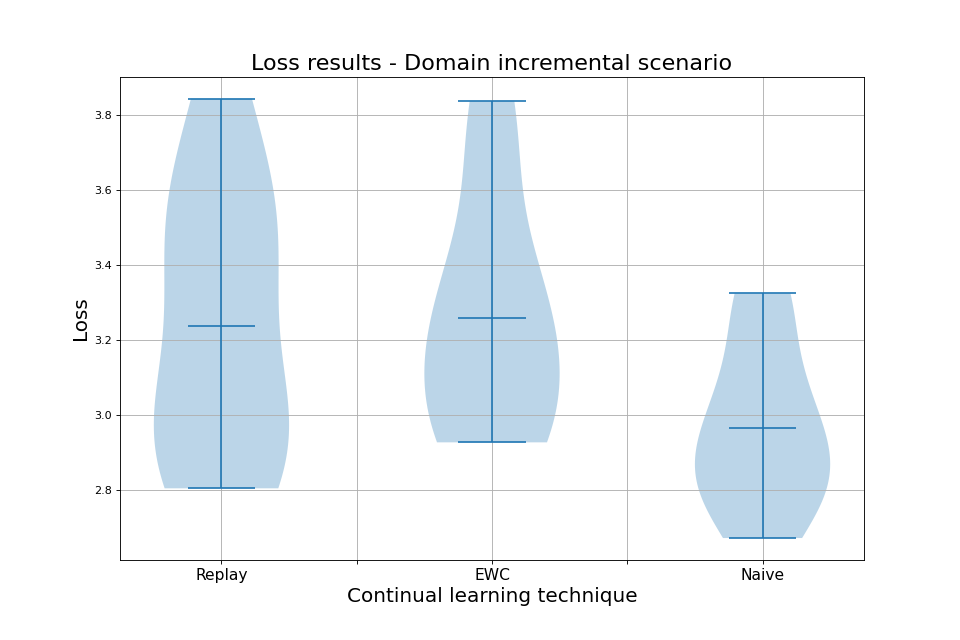 Loss results - Domain incremental scenario
Loss
3.8
3.6
3.4
3.2
3.0
2.8
Replay
EWC
Naive
Continual learning technique